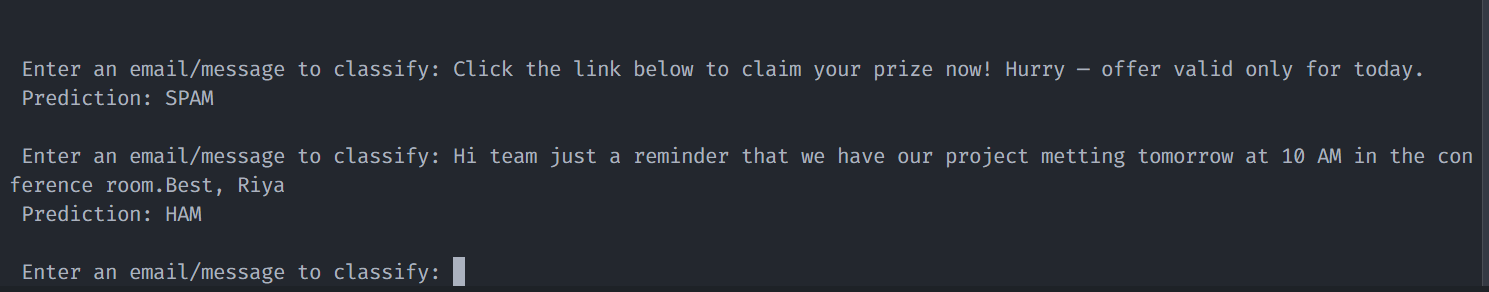 Enter an email/message to classify: Click the link below to claim your prize now! Hurry — offer valid only for today.
Prediction: SPAM
Enter an email/message to classify: Hi team just a reminder that we have our project metting tomorrow at 10 AM in the con
ference room.Best, Riya
Prediction: HAM
Enter an email/message to classify: